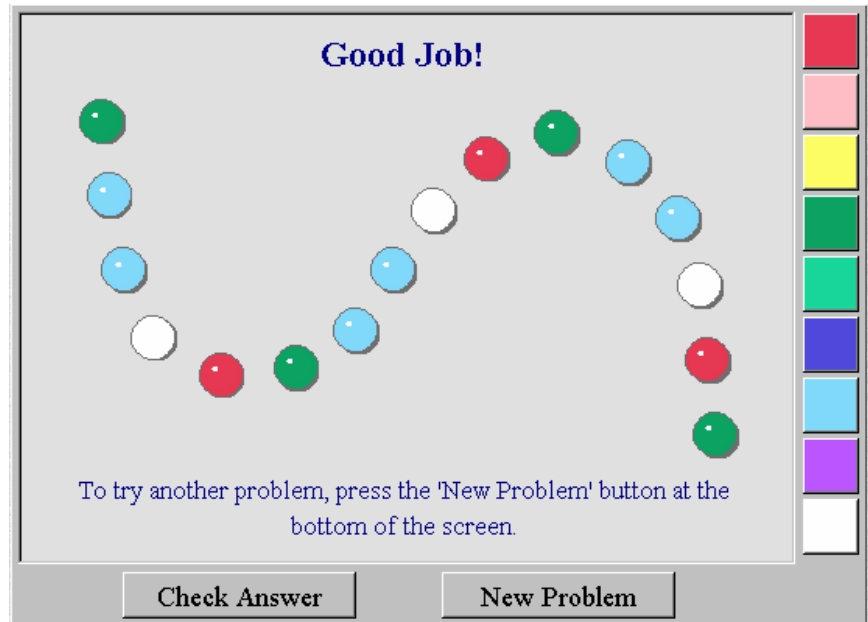 Good Job!
To try another problem, press the 'New Problem' button at the
bottom of the screen.
Check Answer
New Problem